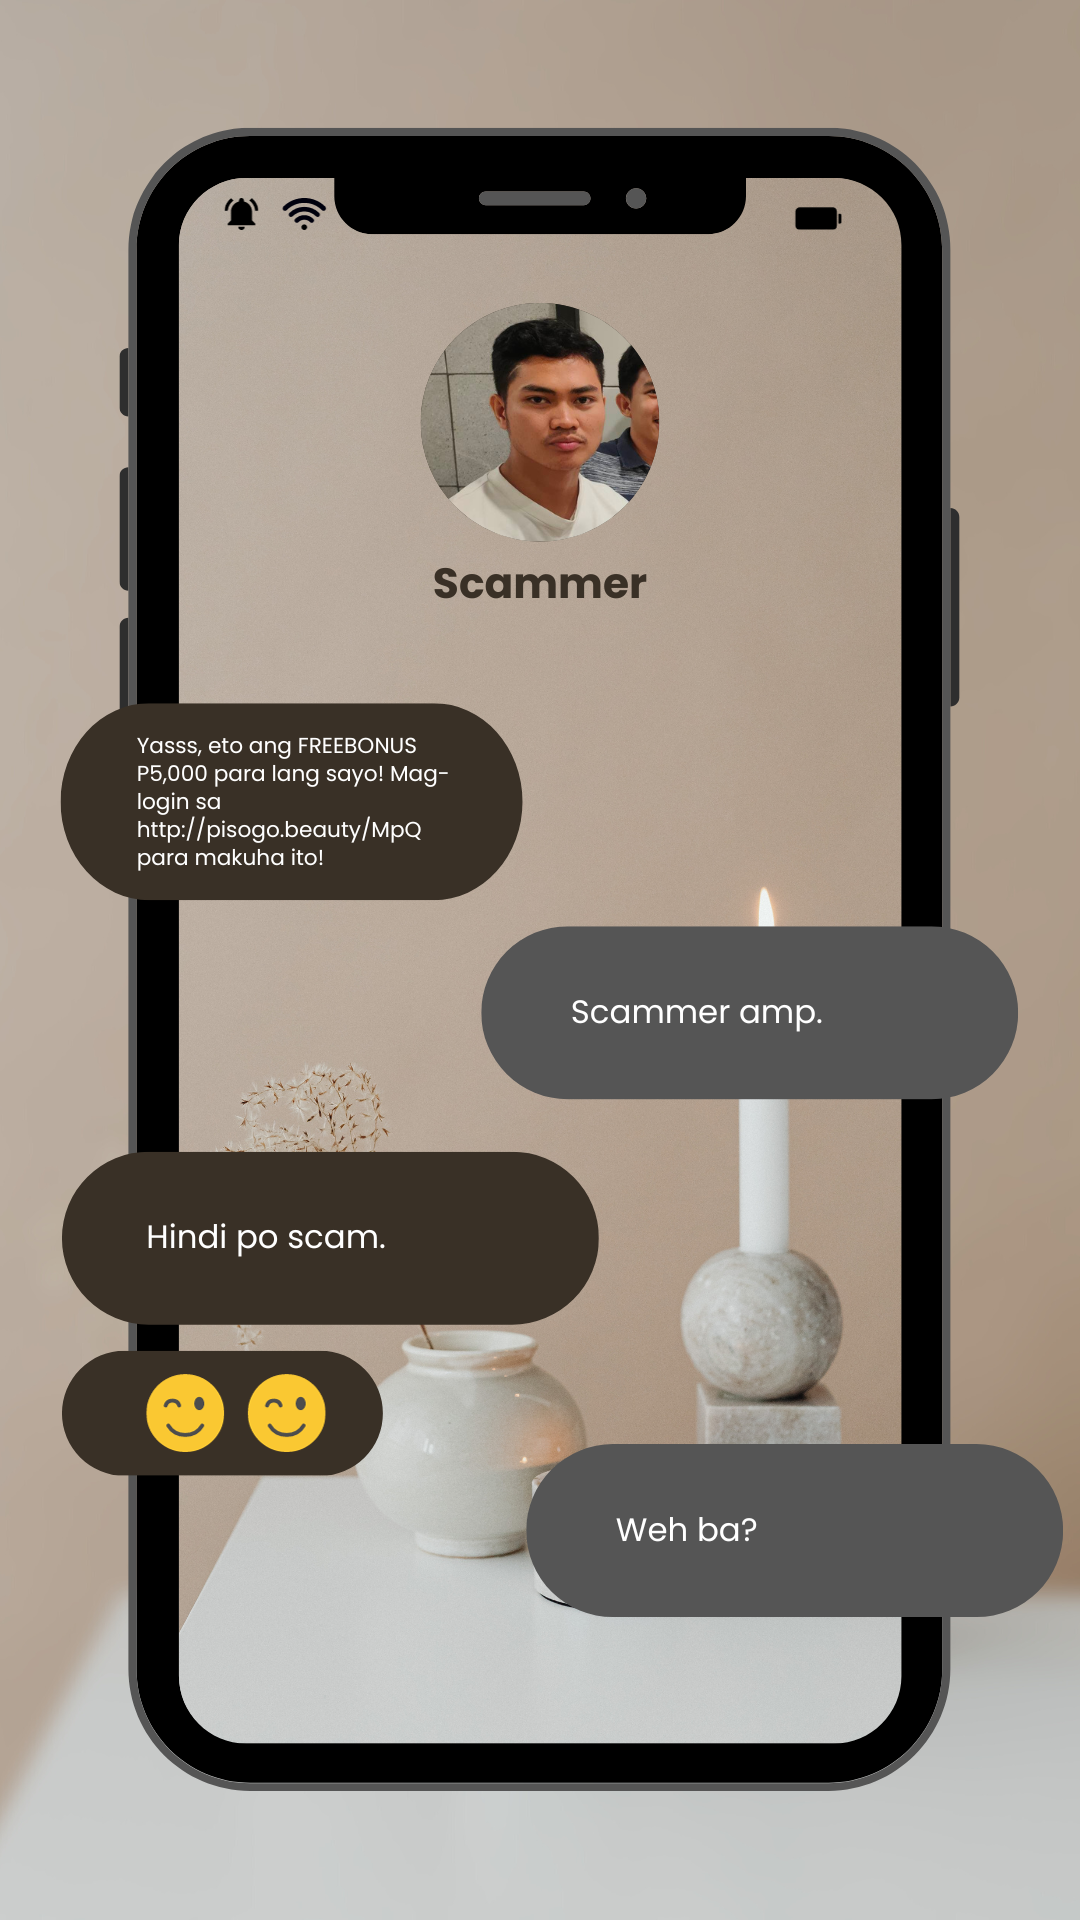 Scammer
Yasss, eto ang FREEBONUS
P5,000 para lang sayo! Mag-
login sa
http://pisogo.beauty/MpQ
para makuha ito!
Scammer amp.
Hindi po scam.
Weh ba?